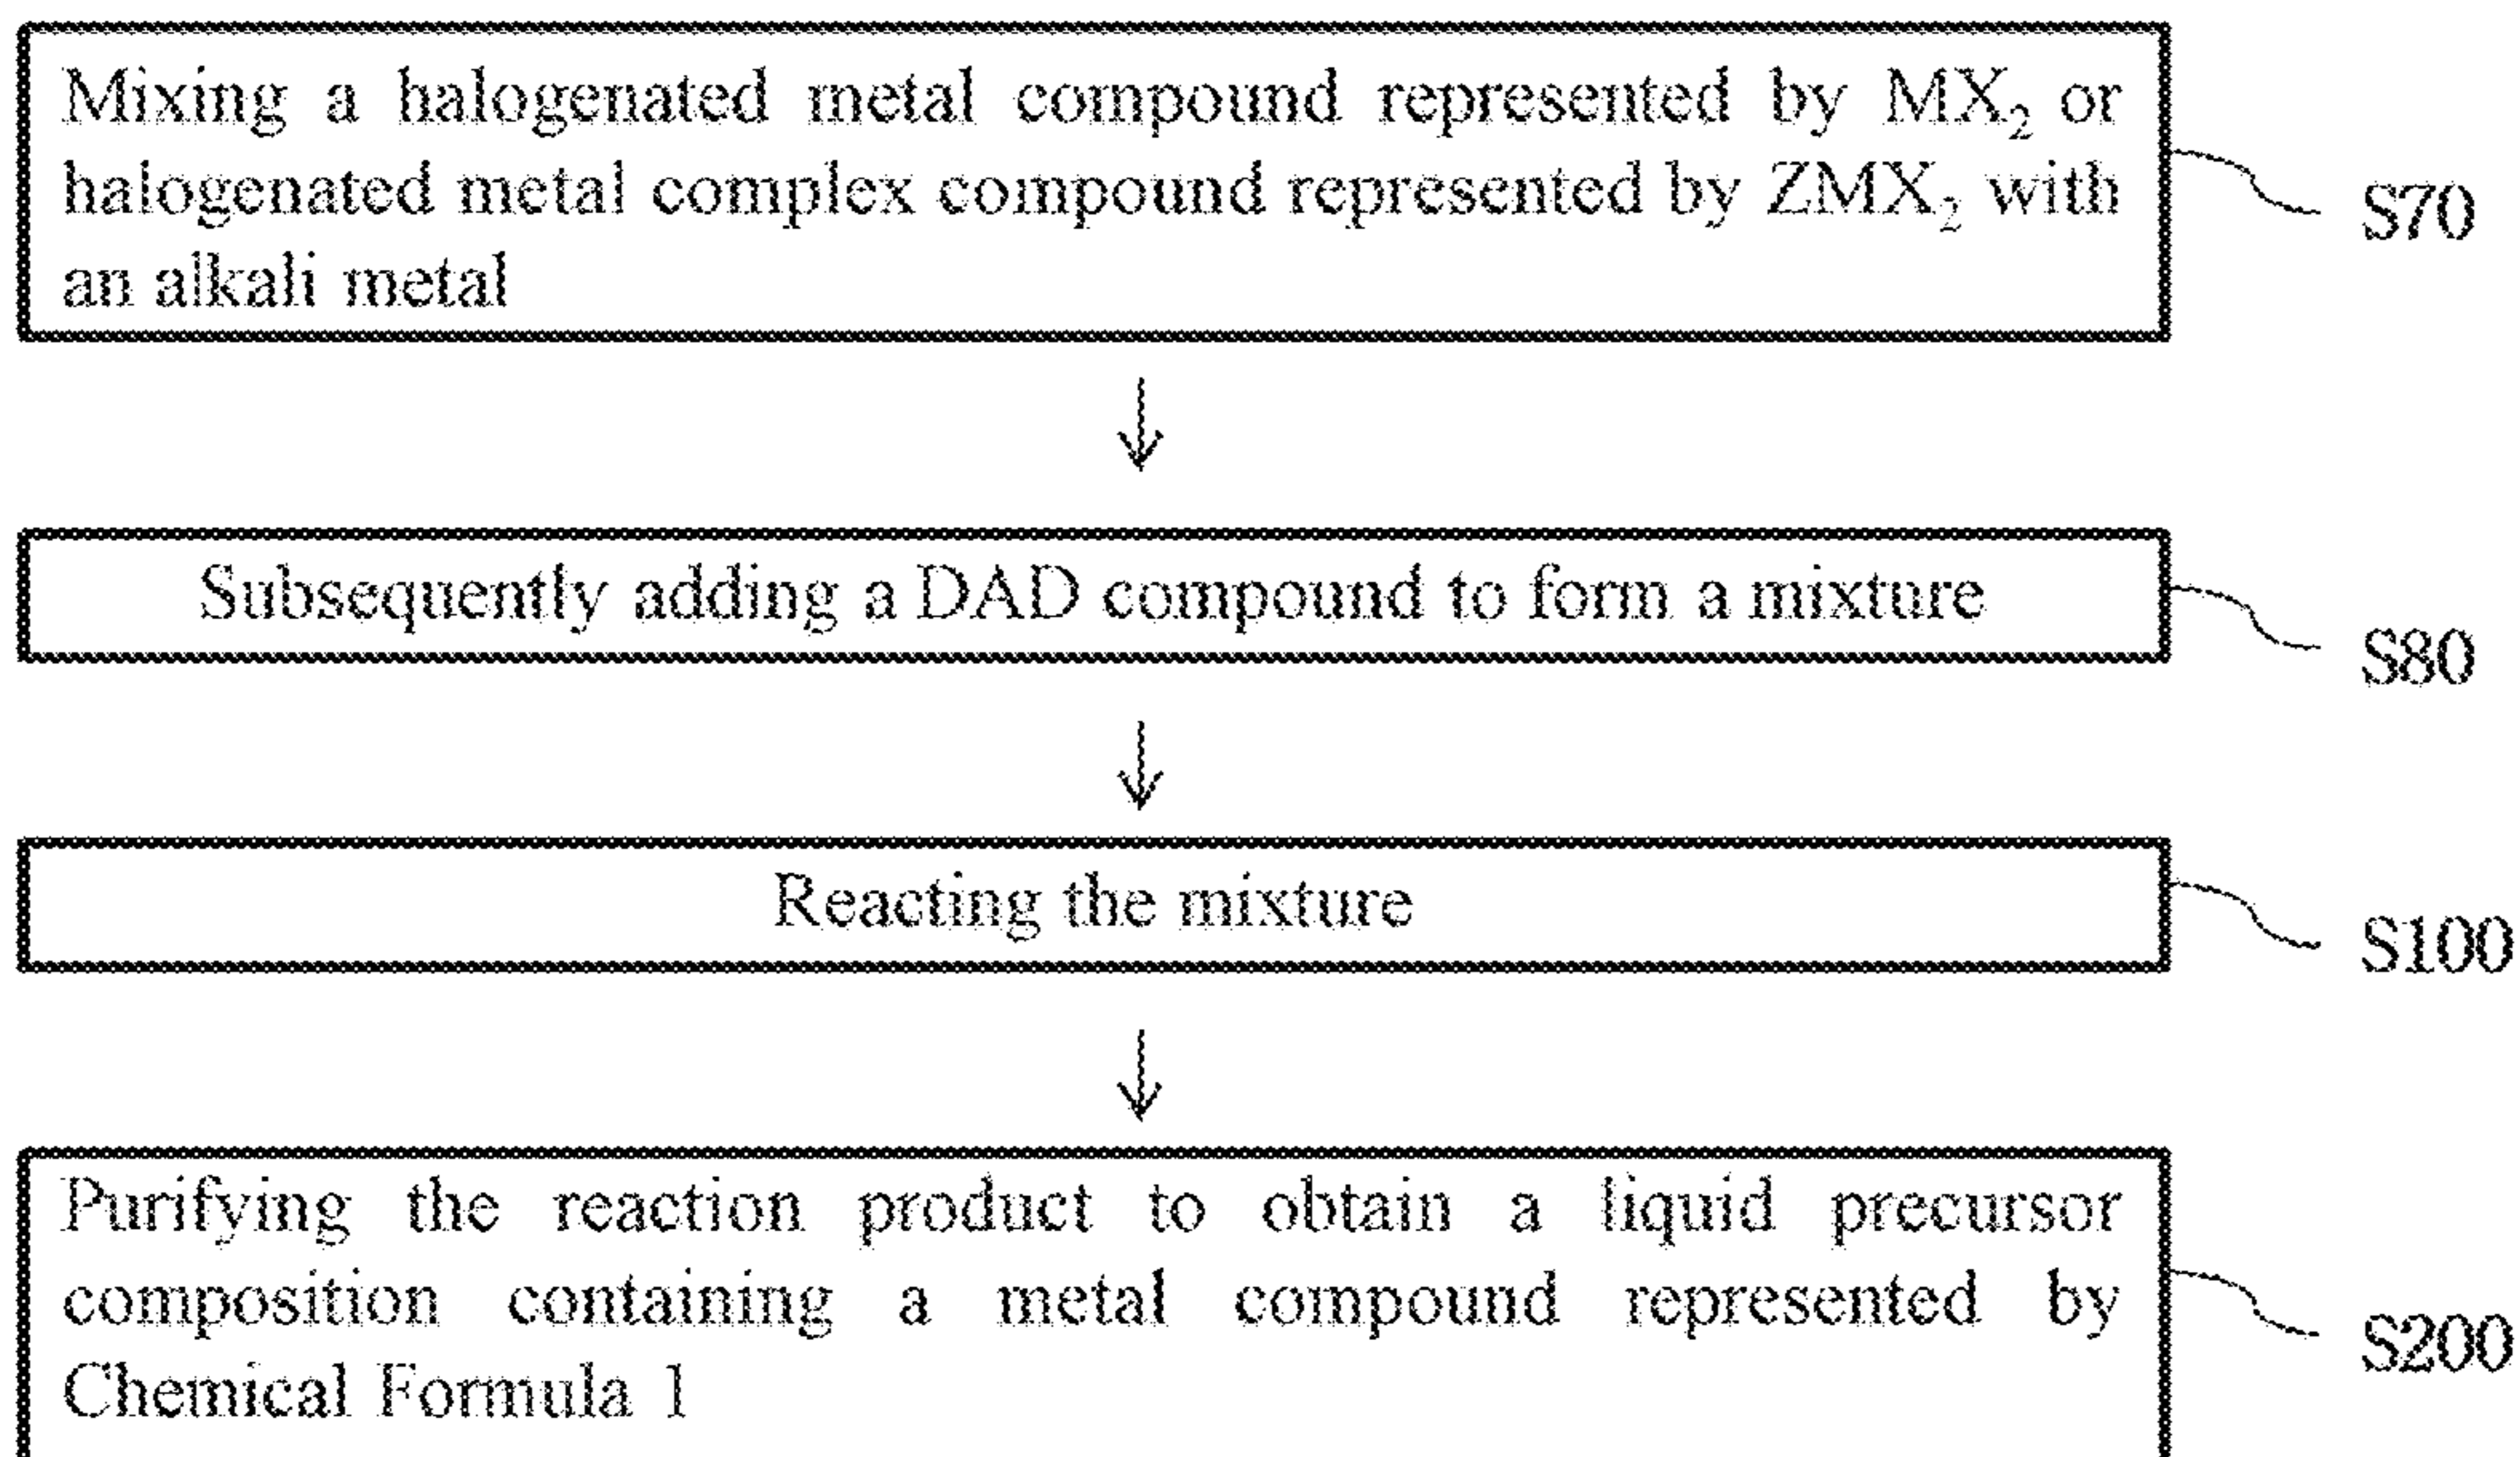 Mixing a halogenated metal compound represented by MX₂ or
halogenated metal complex compound represented by ZMX₂ with
an alkali metal
S70
Subsequently adding a DAD compound to form a mixture
S80
Reacting the mixture
S100
Purifying the reaction product to obtain a liquid precursor
composition containing a metal compound represented by
Chemical Formula 1
S200